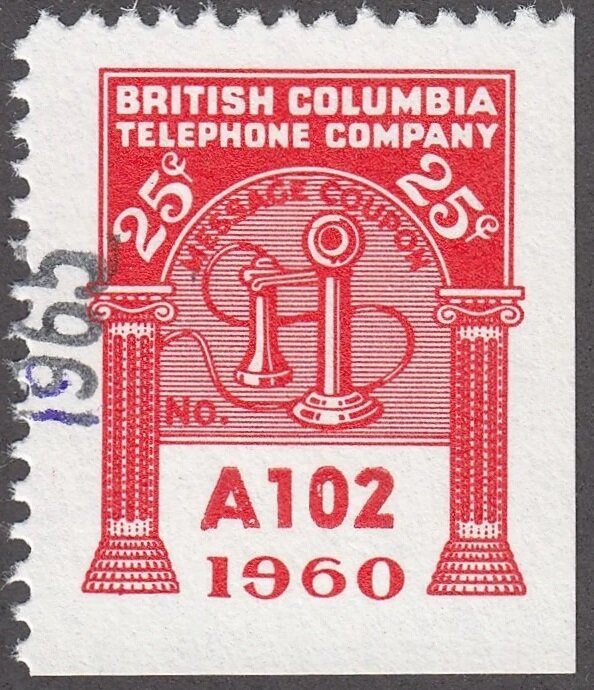 BRITISH COLUMBIA
TELEPHONE COMPANY
25¢ 25¢
MESSAGE COUPON
1965
NO.
A102
1960